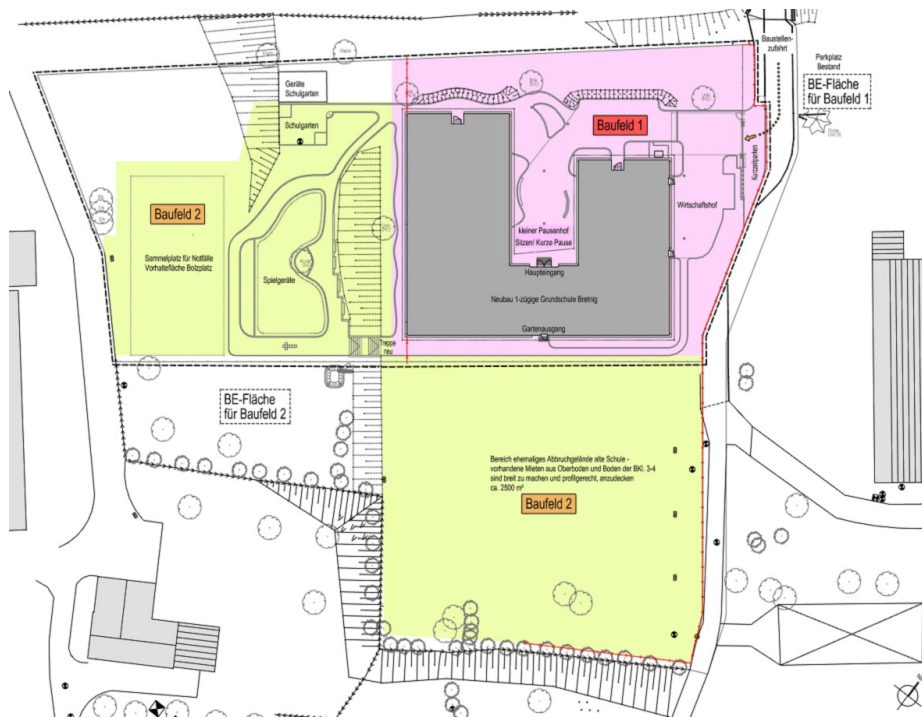 Baustellen-
zufahrt
Parkplatz
Bestand
BE-Fläche
für Baufeld 1
Geräte
Schulgarten
Schulgarten
Baufeld 1
Kurzzeitparken
Wirtschaftshof
Baufeld 2
Sammelplatz für Notfälle
Vorhaltefläche Bolzplatz
Spielgeräte
kleiner Pausenhof
Sitzen/ Kurze Pause
Haupteingang
Neubau 1-zügige Grundschule Bretnig
Gartenausgang
Treppe
neu
BE-Fläche
für Baufeld 2
Bereich ehemaliges Abbruchgelände alte Schule -
vorhandene Mieten aus Oberboden und Boden der BKl. 3-4
sind breit zu machen und profilgerecht, anzudecken
ca. 2500 m²
Baufeld 2